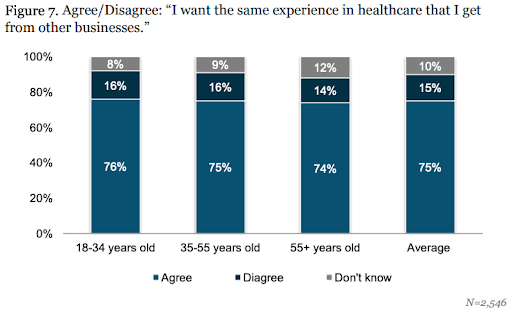 Figure 7. Agree/Disagree: “I want the same experience in healthcare that I get
from other businesses.”
100%
80%
60%
40%
20%
0%
8%
16%
76%
9%
16%
75%
12%
14%
74%
10%
15%
75%
18-34 years old
35-55 years old
55+ years old
Average
Agree
Diagree
Don't know
N=2,546